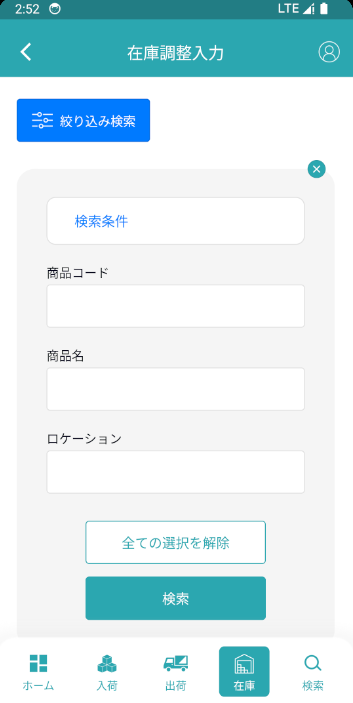 2:52 LTE
在庫調整入力
絞り込み検索
検索条件
商品コード
商品名
ロケーション
全ての選択を解除
検索
ホーム 入荷 出荷 在庫 検索